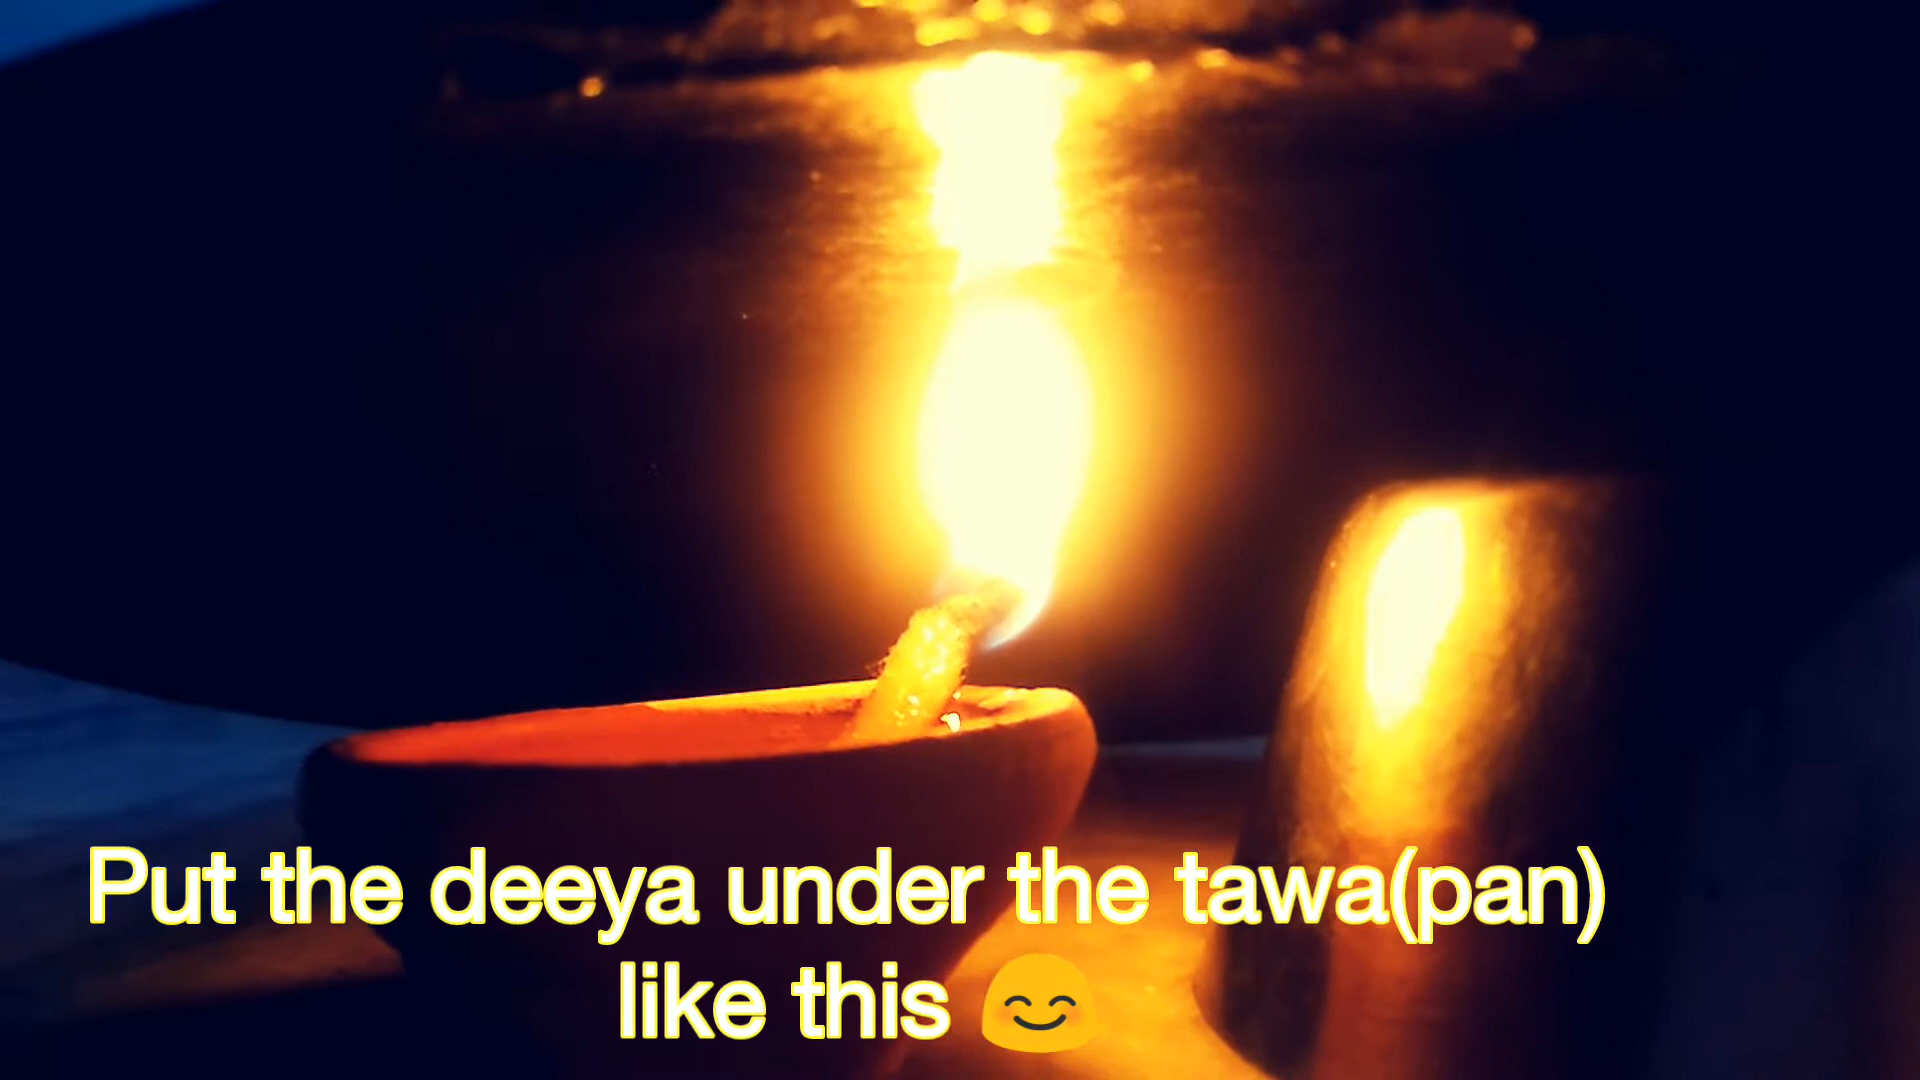 Put the deeya under the tawa(pan)
like this 😊